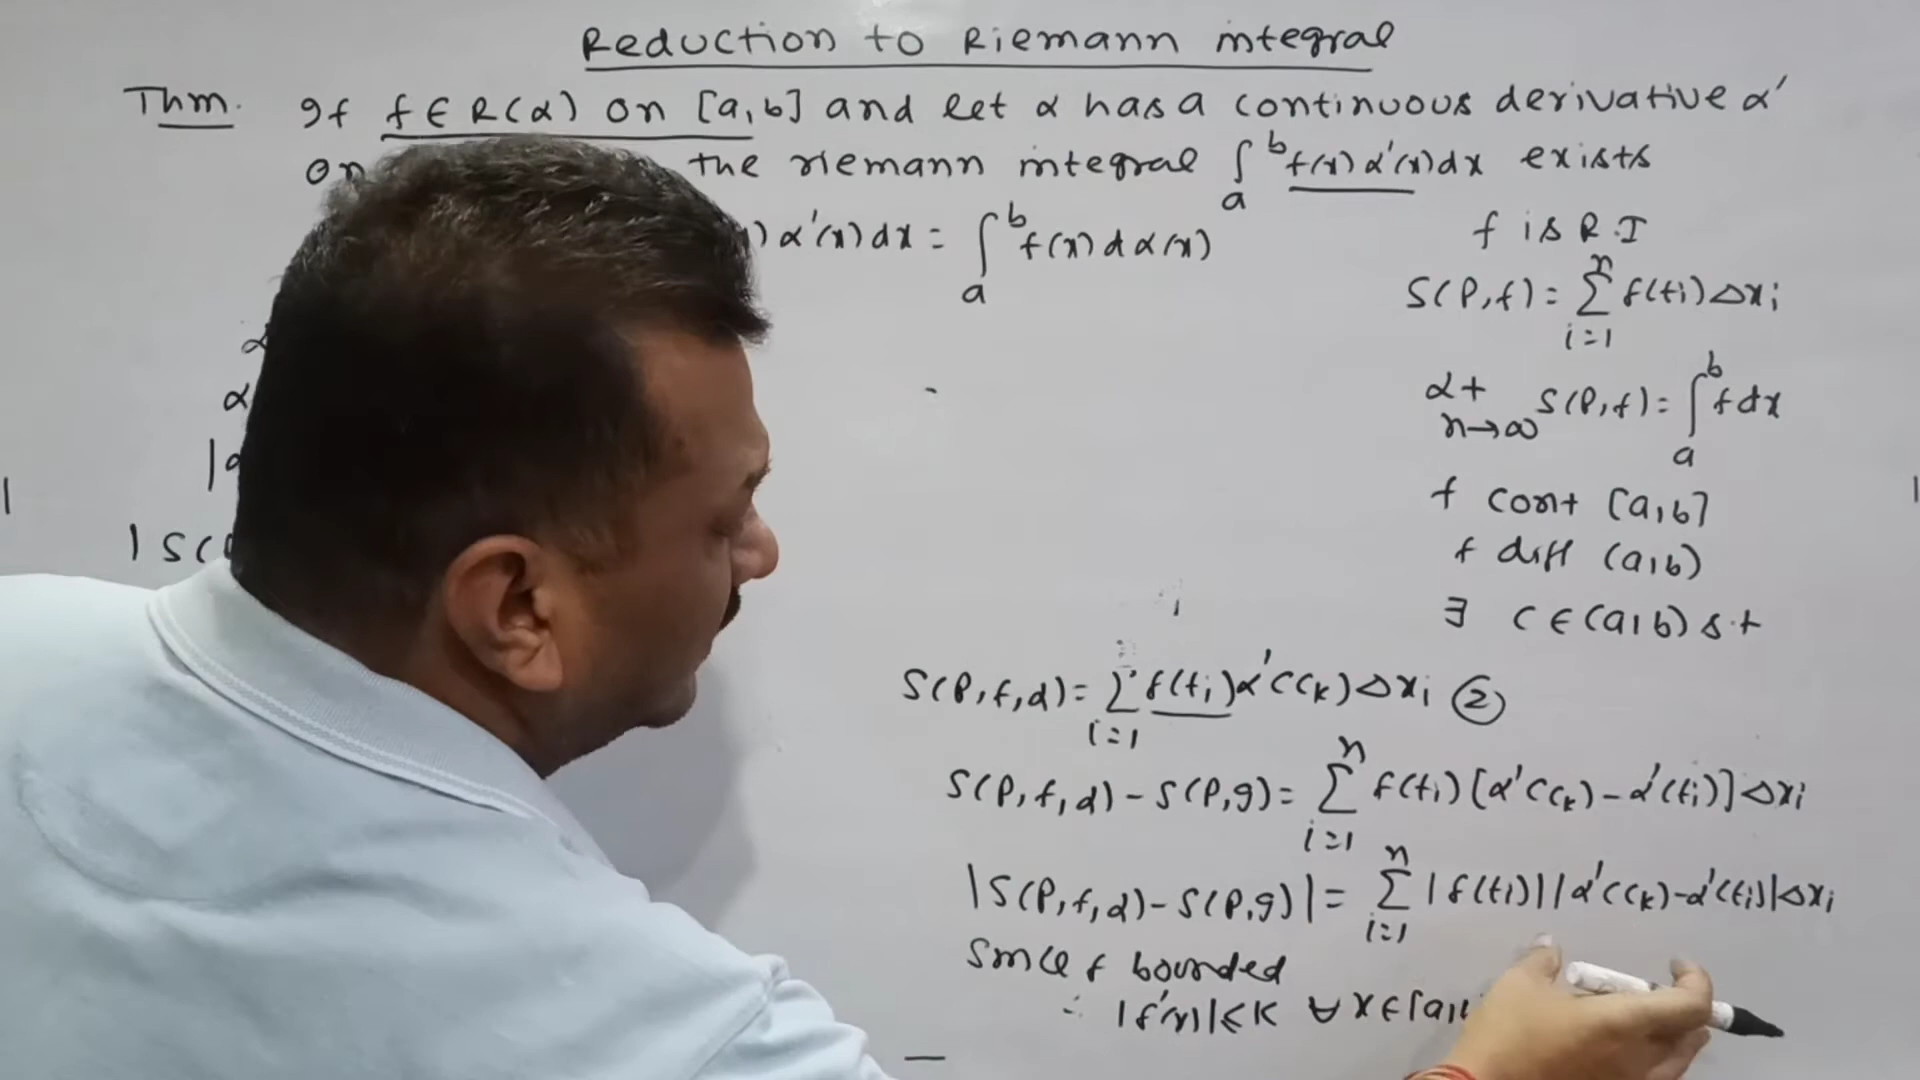 Reduction to Riemann integral
Thm. If f ∈ R(α) on [a,b] and let α has a continuous derivative α'
on the riemann integral ∫_a^b f(x) α'(x)dx exists
) α'(x)dx = ∫_a^b f(x) d α(x)
f is R.I
S(P,f) = Σ_{i=1}^n f(ti) Δxi
Lt_{n→∞} S(P,f) = ∫_a^b f dx
f cont [a,b]
f diff (a,b)
∃ c ∈ (a,b) s.t
α
α
|α
| S(
S(P,f,α) = Σ_{i=1} f(ti) α'(ck) Δxi ②
S(P,f,α) - S(P,g) = Σ_{i=1}^n f(ti) [α'(ck) - α'(ti)] Δxi
|S(P,f,α) - S(P,g)| = Σ_{i=1}^n |f(ti)| |α'(ck) - α'(ti)| Δxi
Since f bounded
∴ |f'(x)| ≤ K ∀ x ∈ [a,